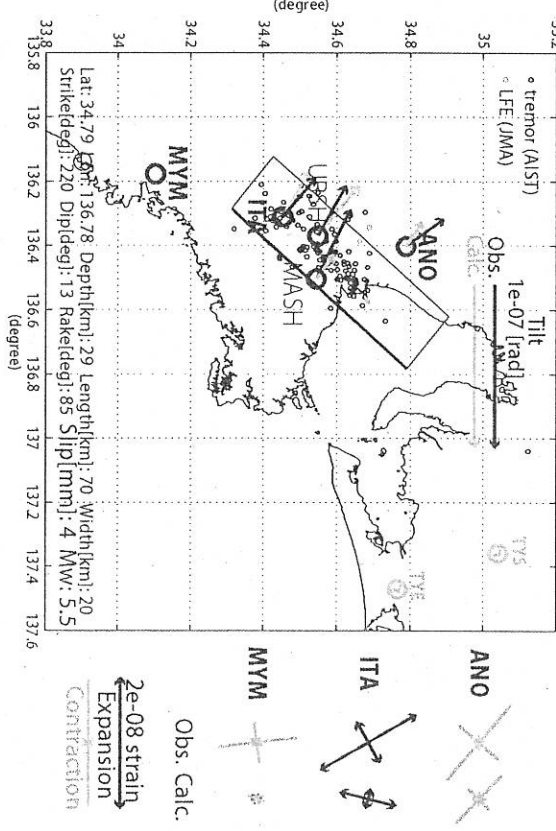 (degree)
33.8
34
34.2
34.4
34.6
34.8
35
135.8
136
136.2
136.4
136.6
136.8
137
137.2
137.4
137.6
(degree)
tremor (AIST)
LFE (JMA)
Tilt
1e-07 [rad]
Obs.
Calc.
ANO
MASH
MYM
TYS
TYE
Lat: 34.79 Lon: 136.78 Depth[km]: 29 Length[km]: 70 Width[km]: 20
Strike[deg]: 220 Dip[deg]: 13 Rake[deg]: 85 Slip[mm]: 4 Mw: 5.5
ANO
ITA
MYM
Obs. Calc.
2e-08 strain
Expansion
Contraction